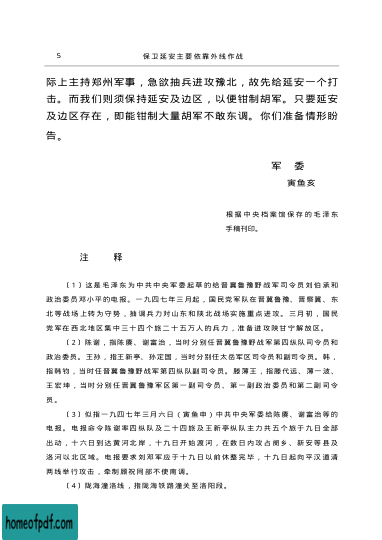 5
保卫延安主要依靠外线作战
际上主持郑州军事，急欲抽兵进攻豫北，故先给延安一个打
击。而我们则须保持延安及边区，以便钳制胡军。只要延安
及边区存在，即能钳制大量胡军不敢东调。你们准备情形盼
告。
军 委
寅鱼亥
根据中央档案馆保存的毛泽东
手稿刊印。
注 释
〔1〕这是毛泽东为中共中央军委起草的给晋冀鲁豫野战军司令员刘伯承和
政治委员邓小平的电报。一九四七年三月起，国民党军队在晋冀鲁豫、晋察冀、东
北等战场上转为守势，抽调兵力对山东和陕北战场实施重点进攻。三月初，国民
党军在西北地区集中三十四个旅二十五万人的兵力，准备进攻陕甘宁解放区。
〔2〕陈谢，指陈赓、谢富治，当时分别任晋冀鲁豫野战军第四纵队司令员和
政治委员。王孙，指王新亭、孙定国，当时分别任太岳军区司令员和副司令员。韩，
指韩钧，当时任晋冀鲁豫野战军第四纵队副司令员。滕薄王，指滕代远、薄一波、
王宏坤，当时分别任晋冀鲁豫军区第一副司令员、第一副政治委员和第二副司令
员。
〔3〕似指一九四七年三月六日（寅鱼申）中共中央军委给陈赓、谢富治等的
电报。电报命令陈谢率四纵队及二十四旅及王新亭纵队主力共五个旅于九日全部
出动，十六日到达黄河北岸，十九日开始渡河，在数日内攻占阌乡、新安等县及
洛河以北区域。电报要求刘邓军应于十九日以前休整完毕，十九日起向平汉道清
两线举行攻击，牵制顾祝同部不使南调。
〔4〕陇海潼洛线，指陇海铁路潼关至洛阳段。
homeofpdf.com